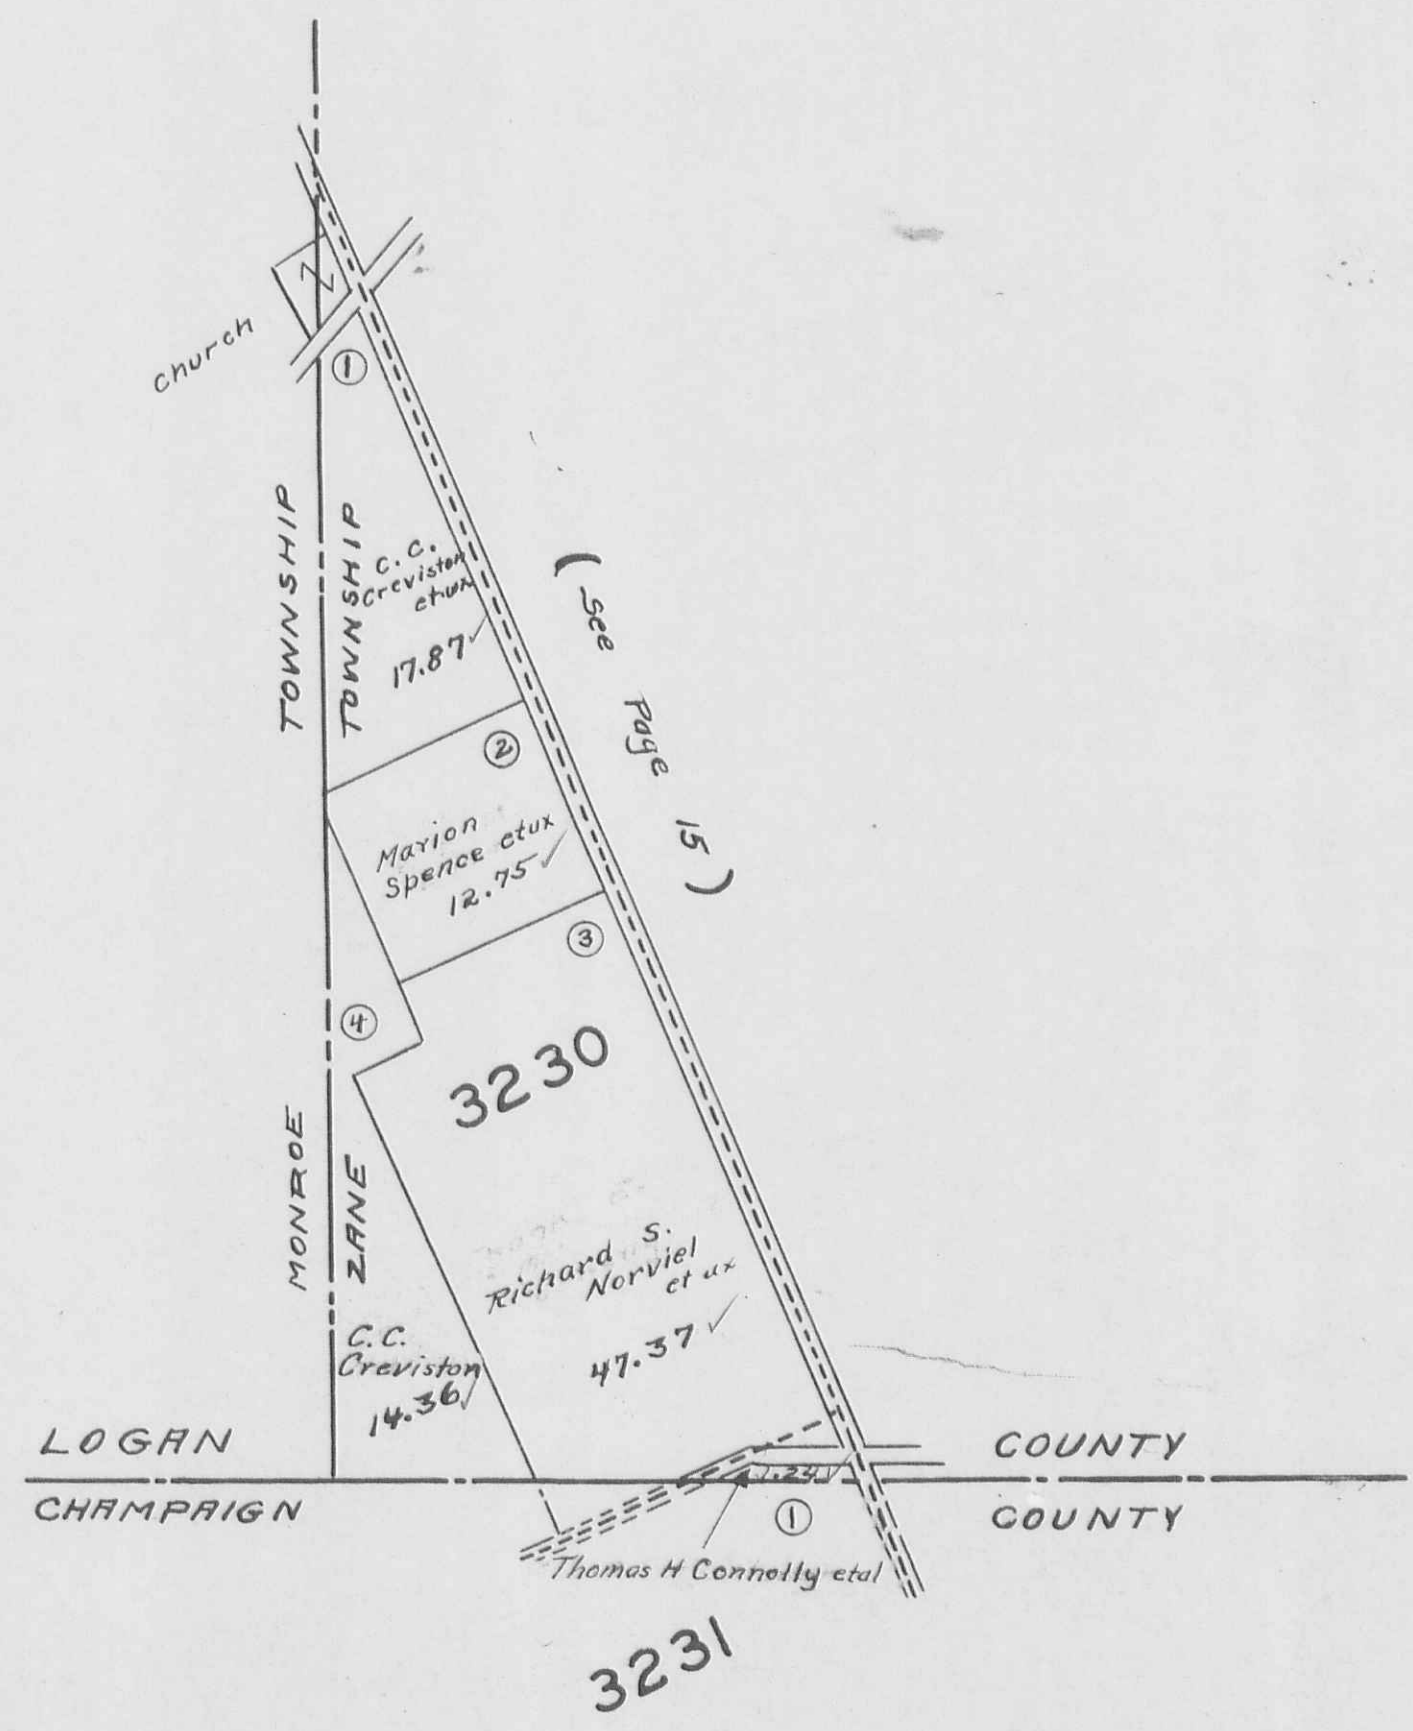 church
1
TOWNSHIP
TOWNSHIP
C. C.
Creviston
etux
17.87
(See Page 15)
2
Marion
Spence etux
12.75
3
4
3230
MONROE
ZANE
Richard S.
Norviel
et ux
47.37
C.C.
Creviston
14.36
LOGAN COUNTY
1.24
CHAMPAIGN COUNTY
1
Thomas H Connolly etal
3231